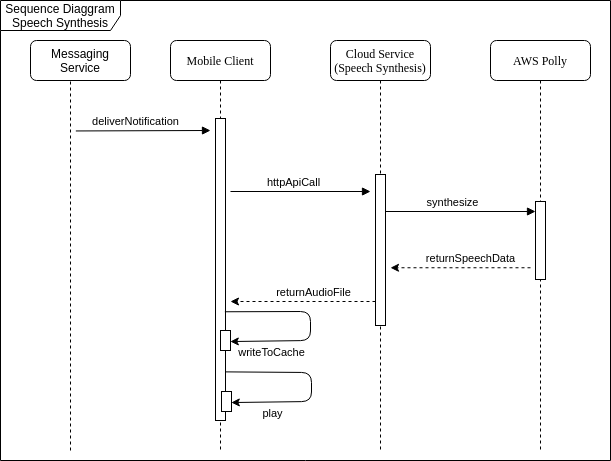 Sequence Diaggram
Speech Synthesis
Messaging
Service
Mobile Client
Cloud Service
(Speech Synthesis)
AWS Polly
deliverNotification
httpApiCall
synthesize
returnSpeechData
returnAudioFile
writeToCache
play